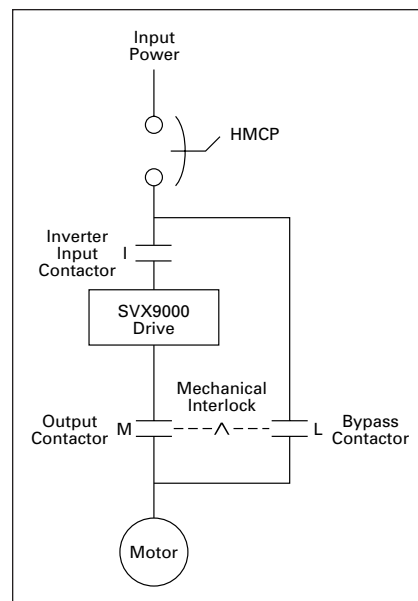 Input
Power
HMCP
Inverter
Input
Contactor
I
SVX9000
Drive
Mechanical
Interlock
Output
Contactor
M
L
Bypass
Contactor
Motor